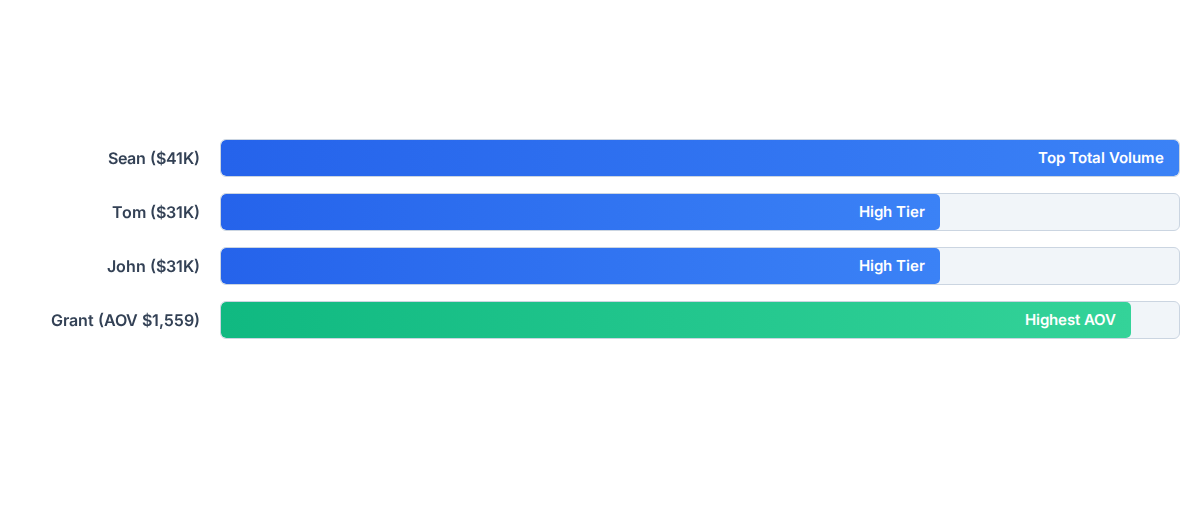 Sean ($41K) Top Total Volume
Tom ($31K) High Tier
John ($31K) High Tier
Grant (AOV $1,559) Highest AOV